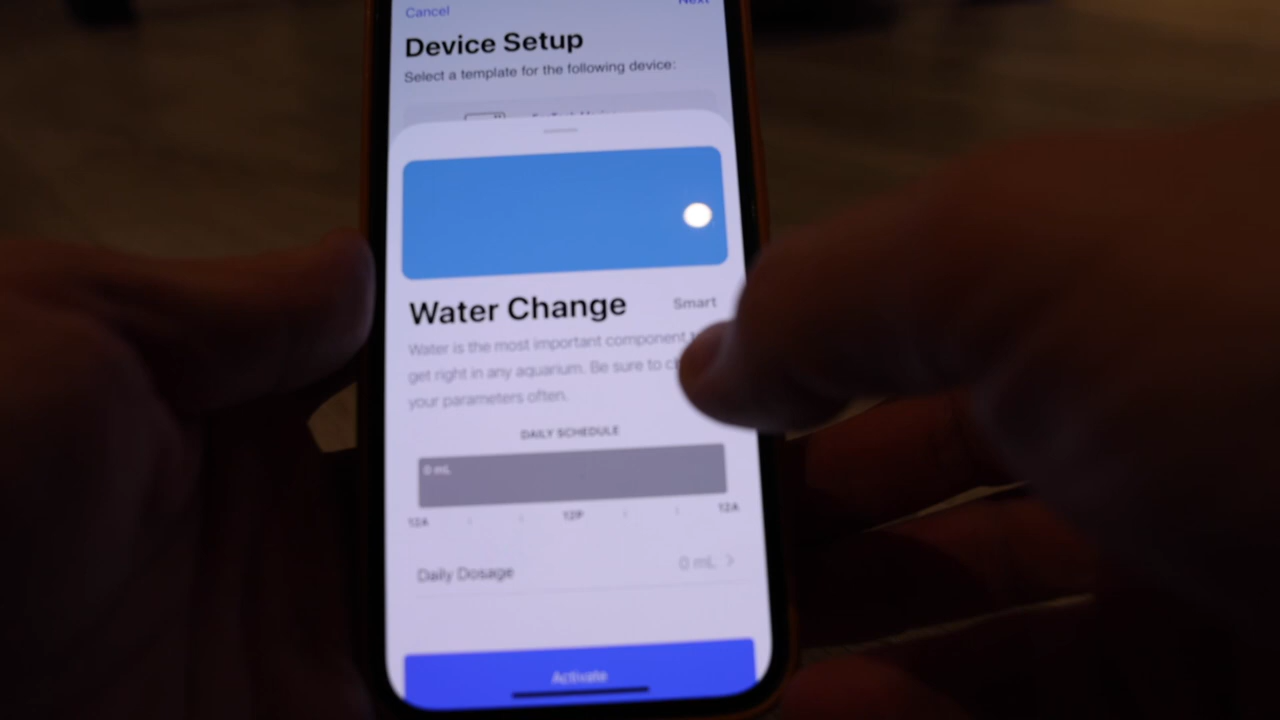 Cancel
Next
Device Setup
Select a template for the following device:
Water Change
Smart
Water is the most important component
get right in any aquarium. Be sure to
your parameters often.
DAILY SCHEDULE
0 mL
12A
12P
12A
Daily Dosage
0 mL
Activate